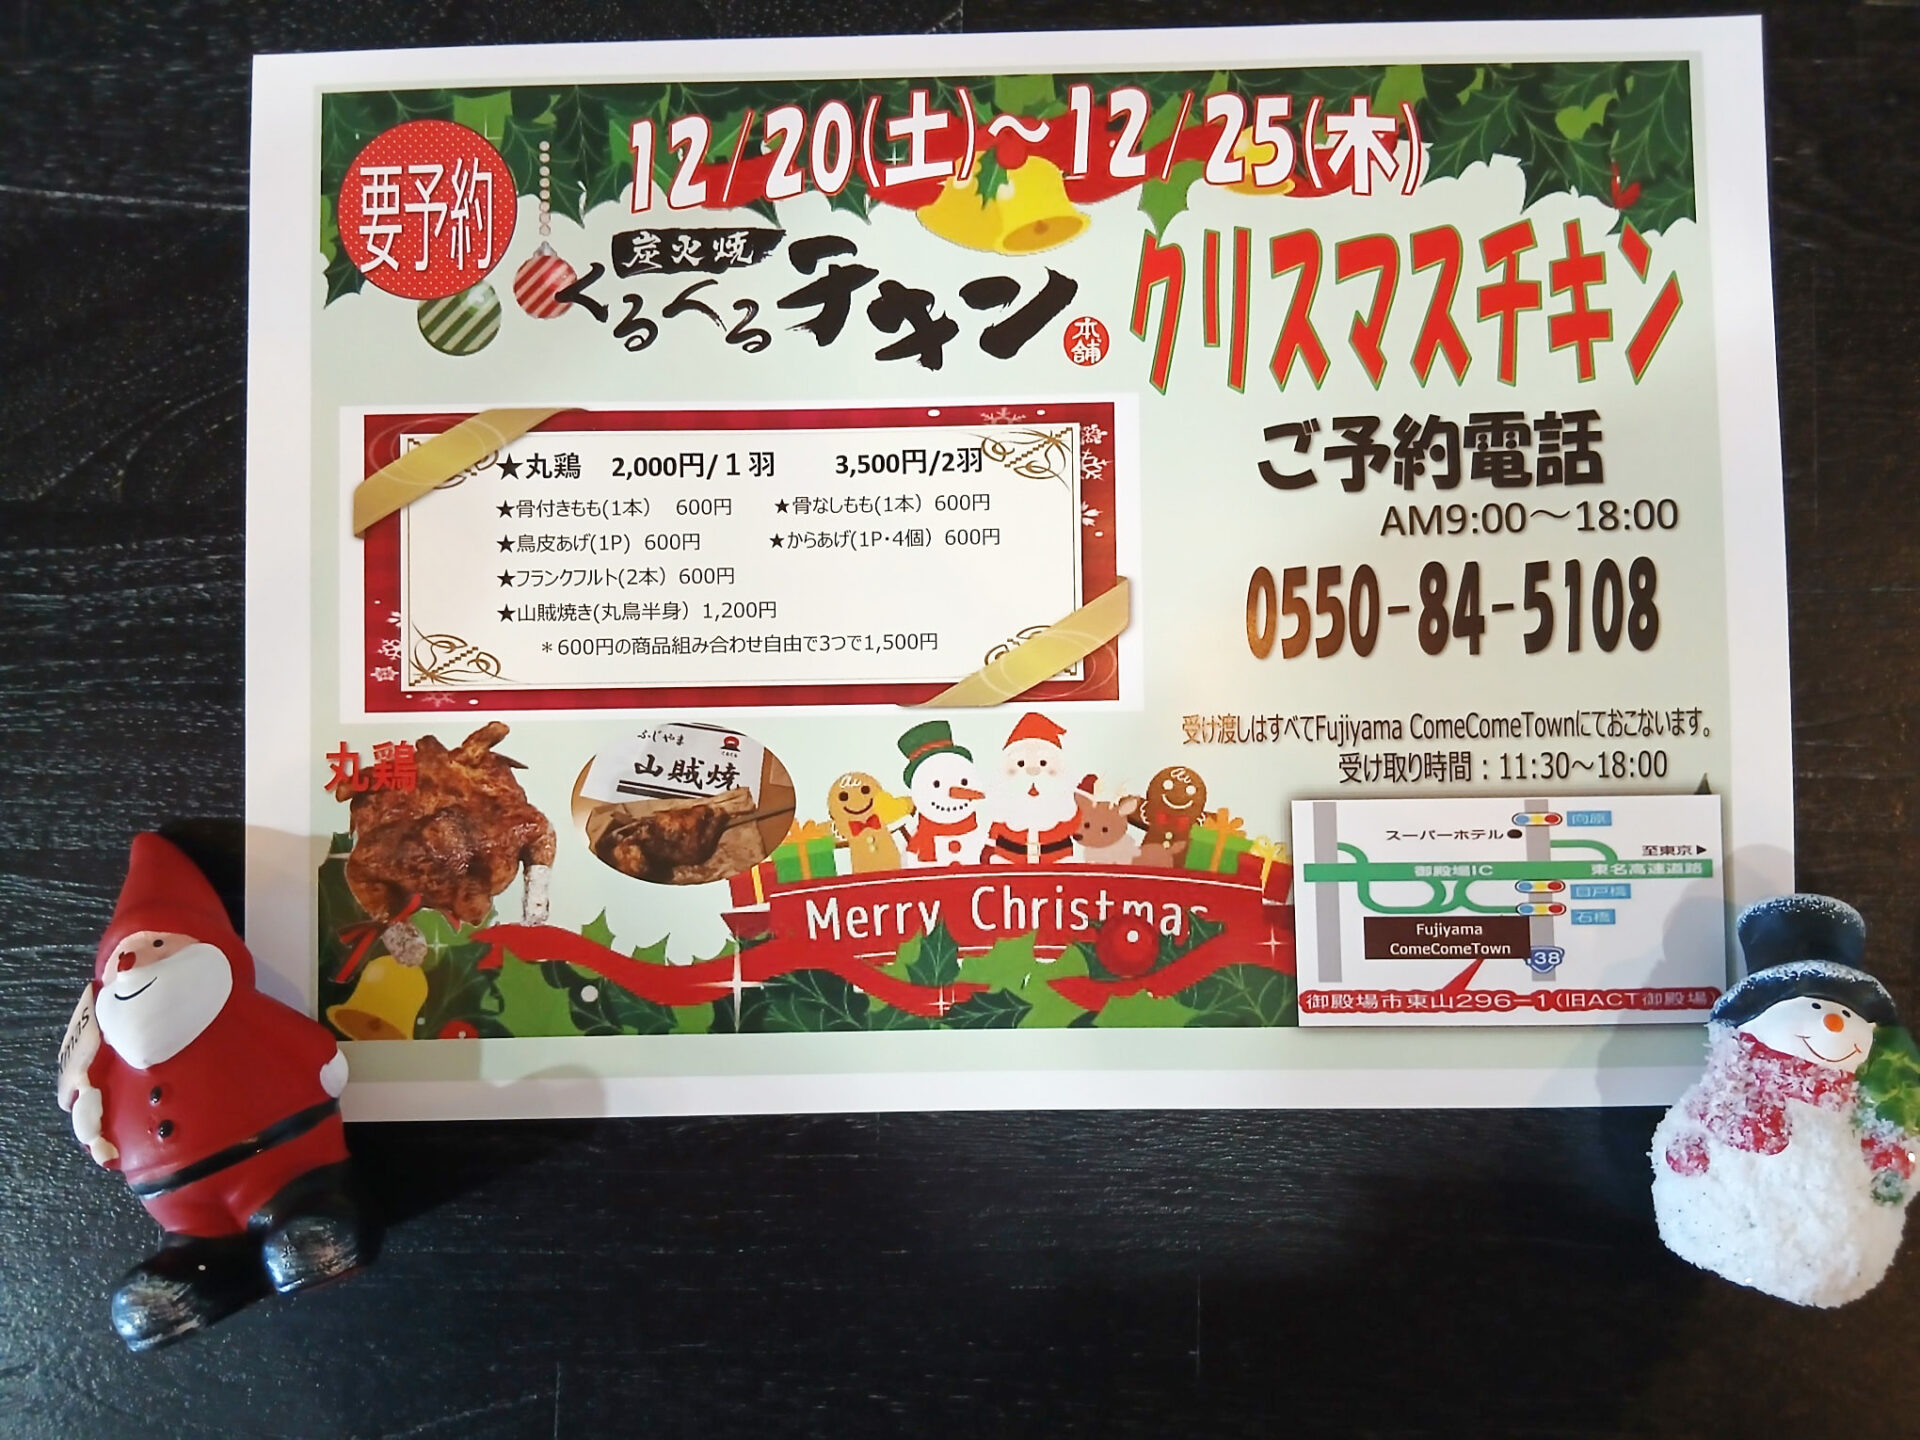 要予約
12/20(土)～12/25(木)
炭火焼
くるくるチキン
本舗
クリスマスチキン
★丸鶏 2,000円/１羽 3,500円/2羽
★骨付きもも(1本) 600円 ★骨なしもも(1本) 600円
★鳥皮あげ(1P) 600円 ★からあげ(1P・4個) 600円
★フランクフルト(2本) 600円
★山賊焼き(丸鳥半身) 1,200円
＊600円の商品組み合わせ自由で3つで1,500円
ご予約電話
AM9:00～18:00
0550-84-5108
受け渡しはすべてFujiyama ComeComeTownにておこないます。
受け取り時間：11:30～18:00
丸鶏
ふじやま
山賊焼
Merry Christmas
向原
スーパーホテル
至東京
御殿場IC 東名高速道路
石橋
Fujiyama
ComeComeTown
138
御殿場市東山296-1(旧ACT御殿場)